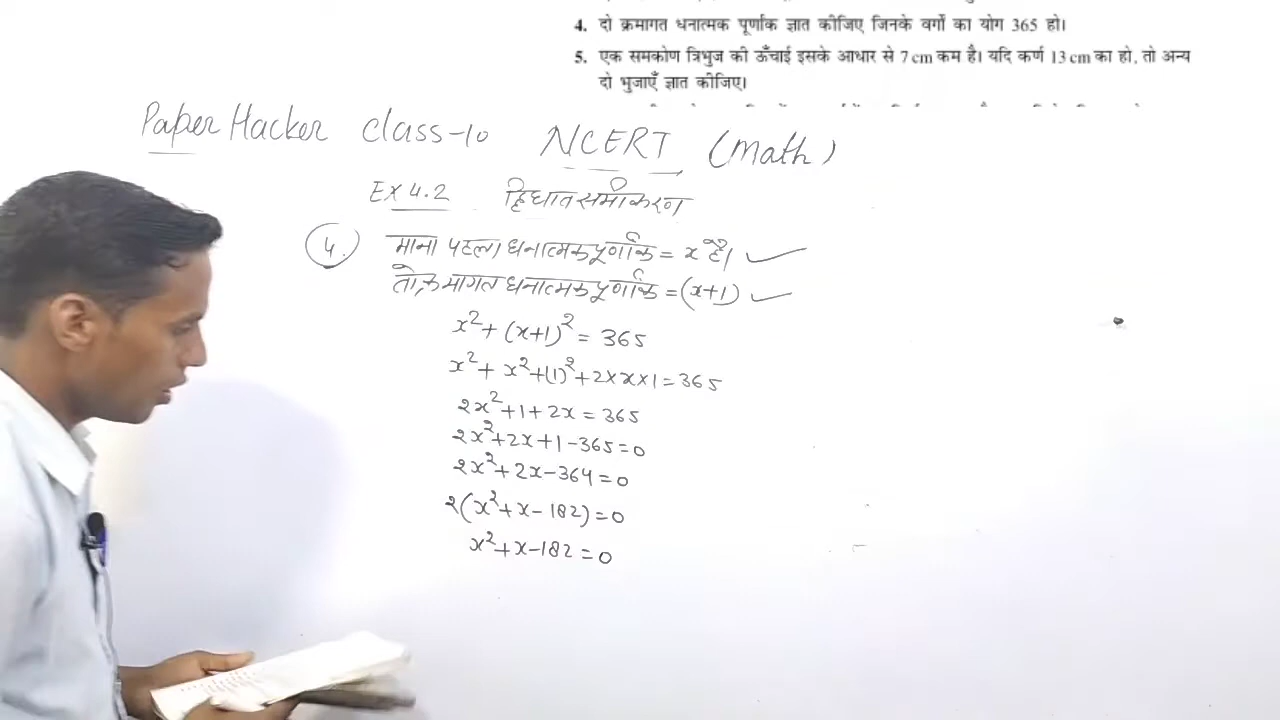 4. दो क्रमागत धनात्मक पूर्णांक ज्ञात कीजिए जिनके वर्गों का योग 365 हो।
5. एक समकोण त्रिभुज की ऊँचाई इसके आधार से 7 cm कम है। यदि कर्ण 13 cm का हो, तो अन्य
दो भुजाएँ ज्ञात कीजिए।
Paper Hacker class-10 NCERT (Math)
Ex 4.2 द्विघात समीकरण
4. माना पहला धनात्मक पूर्णांक = x है।
तो क्रमागत धनात्मक पूर्णांक = (x+1)
x² + (x+1)² = 365
x² + x² + (1)² + 2×x×1 = 365
2x² + 1 + 2x = 365
2x² + 2x + 1 - 365 = 0
2x² + 2x - 364 = 0
2(x² + x - 182) = 0
x² + x - 182 = 0